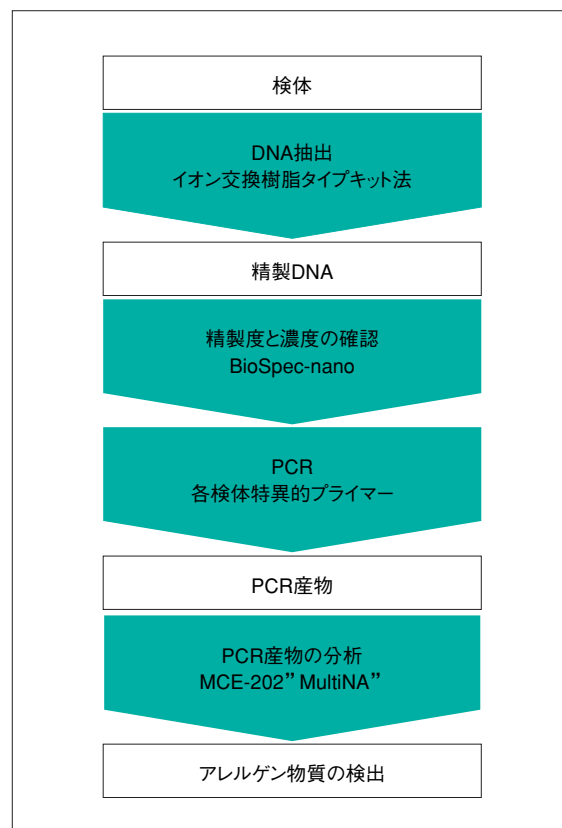 検体
DNA抽出
イオン交換樹脂タイプキット法
精製DNA
精製度と濃度の確認
BioSpec-nano
PCR
各検体特異的プライマー
PCR産物
PCR産物の分析
MCE-202” MultiNA”
アレルゲン物質の検出